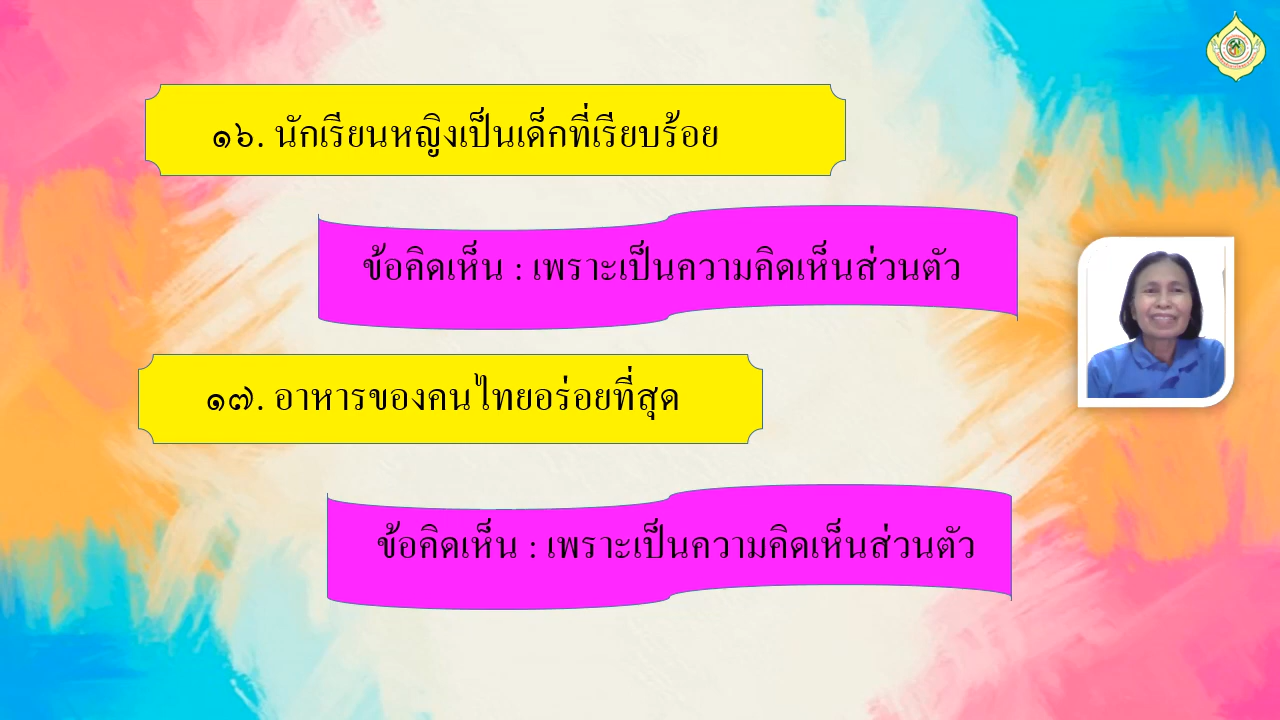 ๑๖. นักเรียนหญิงเป็นเด็กที่เรียบร้อย
ข้อคิดเห็น : เพราะเป็นความคิดเห็นส่วนตัว
๑๗. อาหารของคนไทยอร่อยที่สุด
ข้อคิดเห็น : เพราะเป็นความคิดเห็นส่วนตัว